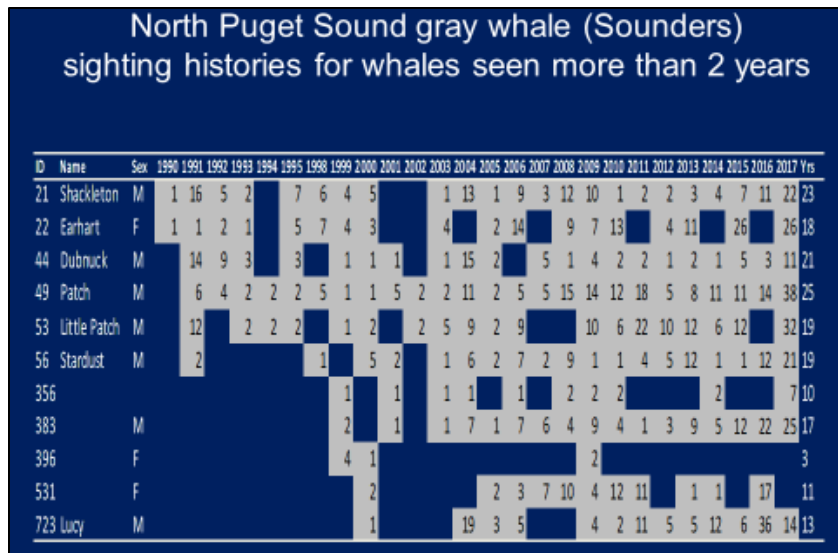 North Puget Sound gray whale (Sounders)
sighting histories for whales seen more than 2 years
ID Name Sex 1990 1991 1992 1993 1994 1995 1998 1999 2000 2001 2002 2003 2004 2005 2006 2007 2008 2009 2010 2011 2012 2013 2014 2015 2016 2017 Yrs
21 Shackleton M 1 16 5 2 7 6 4 5 1 13 1 9 3 12 10 1 2 2 3 4 7 11 22 23
22 Earhart F 1 1 2 1 5 7 4 3 4 2 14 9 7 13 4 11 26 26 18
44 Dubnuck M 14 9 3 3 1 1 1 1 15 2 5 1 4 2 2 1 2 1 5 3 11 21
49 Patch M 6 4 2 2 2 5 1 1 5 2 2 11 2 5 5 15 14 12 18 5 8 11 11 14 38 25
53 Little Patch M 12 2 2 2 1 2 2 5 9 2 9 10 6 22 10 12 6 12 32 19
56 Stardust M 2 1 5 2 1 6 2 7 2 9 1 1 4 5 12 1 1 12 21 19
356 1 1 1 1 1 2 2 2 2 7 10
383 M 2 1 1 7 1 7 6 4 9 4 1 3 9 5 12 22 25 17
396 F 4 1 2 3
531 F 2 2 3 7 10 4 12 11 1 1 17 11
723 Lucy M 1 19 3 5 4 2 11 5 5 12 6 36 14 13